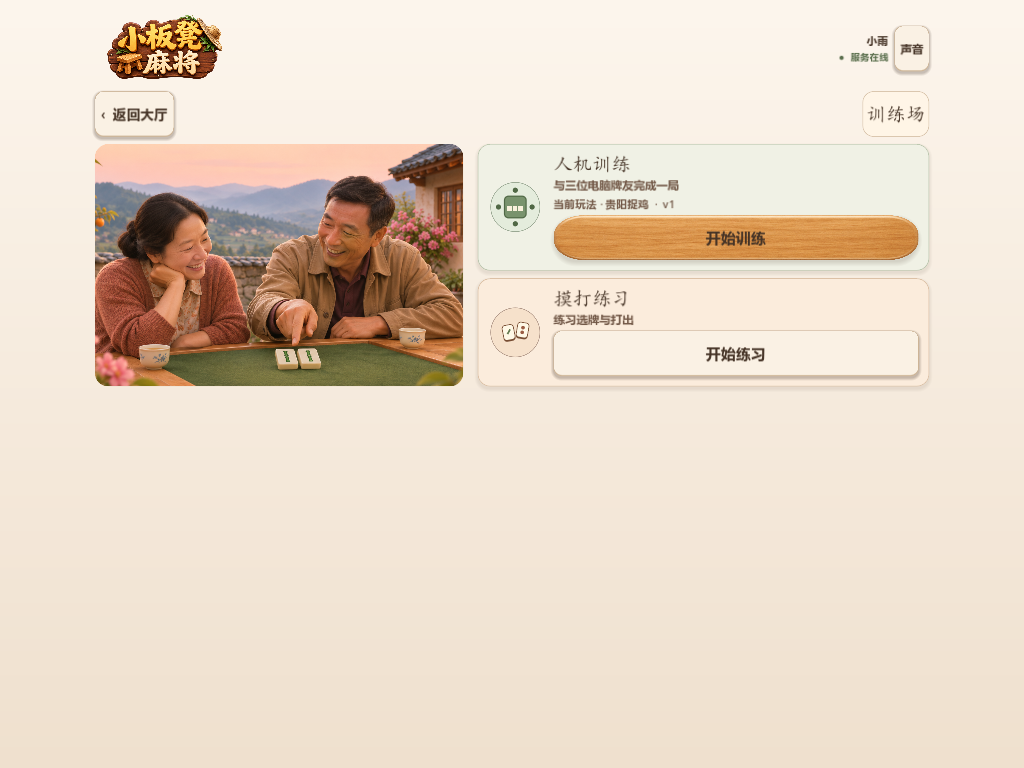 小板凳
麻将
小雨
• 服务在线
声音
‹ 返回大厅
训练场
人机训练
与三位电脑牌友完成一局
当前玩法 · 贵阳捉鸡 · v1
开始训练
摸打练习
练习选牌与打出
开始练习